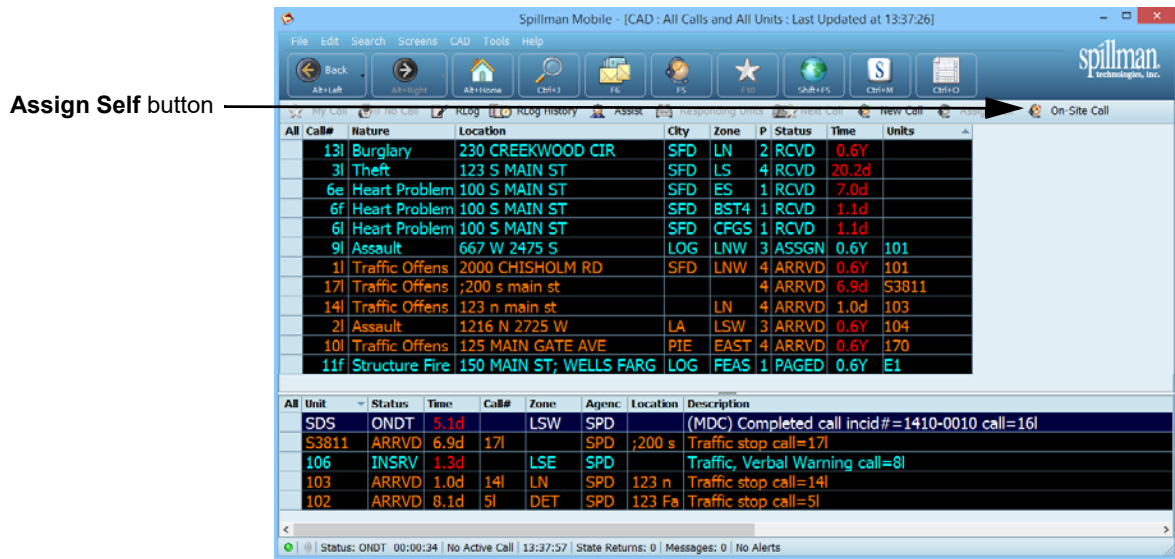 Spillman Mobile - [CAD : All Calls and All Units : Last Updated at 13:37:26]
File Edit Search Screens CAD Tools Help
Back
Alt+Left Alt+Right Alt+Home Ctrl+J F6 F5 F10 Shift+F5 Ctrl+M Ctrl+O
S
spillman
technologies, inc.
Assign Self button
My Call No Call RLog RLog History Assist Responding Units Next Call New Call On-Site Call
All Call# Nature Location City Zone P Status Time Units
13l Burglary 230 CREEKWOOD CIR SFD LN 2 RCVD 0.6Y
3l Theft 123 S MAIN ST SFD LS 4 RCVD 20.2d
6e Heart Problem 100 S MAIN ST SFD ES 1 RCVD 7.0d
6f Heart Problem 100 S MAIN ST SFD BST4 1 RCVD 1.1d
6l Heart Problem 100 S MAIN ST SFD CFGS 1 RCVD 1.1d
9l Assault 667 W 2475 S LOG LNW 3 ASSGN 0.6Y 101
1l Traffic Offens 2000 CHISHOLM RD SFD LNW 4 ARRVD 0.6Y 101
17l Traffic Offens ;200 s main st 4 ARRVD 6.9d S3811
14l Traffic Offens 123 n main st LN 4 ARRVD 1.0d 103
2l Assault 1216 N 2725 W LA LSW 3 ARRVD 0.6Y 104
10l Traffic Offens 125 MAIN GATE AVE PIE EAST 4 ARRVD 0.6Y 170
11f Structure Fire 150 MAIN ST; WELLS FARG LOG FEAS 1 PAGED 0.6Y E1
All Unit Status Time Call# Zone Agenc Location Description
SDS ONDT 5.1d LSW SPD (MDC) Completed call incid#=1410-0010 call=16l
S3811 ARRVD 6.9d 17l SPD ;200 s Traffic stop call=17l
106 INSRV 1.3d LSE SPD Traffic, Verbal Warning call=8l
103 ARRVD 1.0d 14l LN SPD 123 n Traffic stop call=14l
102 ARRVD 8.1d 5l DET SPD 123 Fa Traffic stop call=5l
Status: ONDT 00:00:34 No Active Call 13:37:57 State Returns: 0 Messages: 0 No Alerts